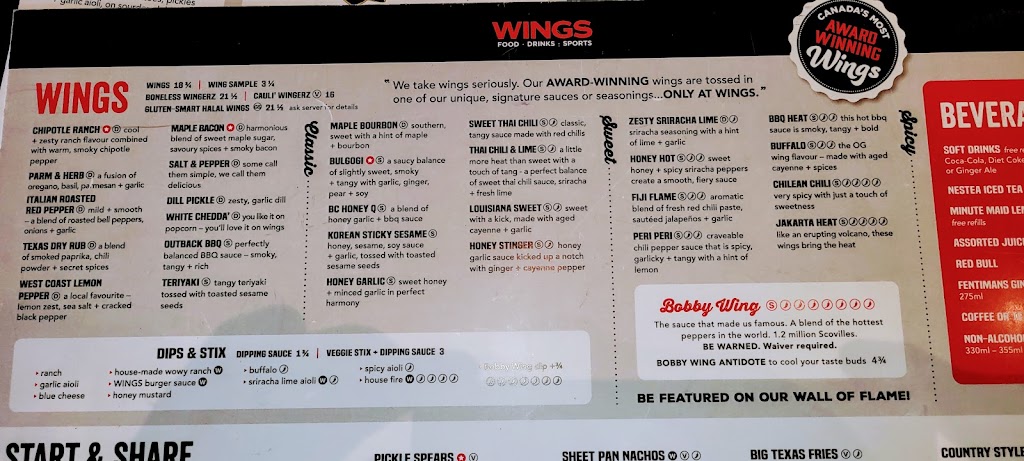 garlic aioli, on sourd
pickles
WINGS
FOOD · DRINKS : SPORTS
CANADA'S MOST
AWARD
WINNING
Wings
WINGS
WINGS 18 ¾ | WING SAMPLE 3 ¼
BONELESS WINGERZ 21 ½ | CAULI' WINGERZ Ⓥ 16
GLUTEN-SMART HALAL WINGS GS 21 ½ ask server for details
"We take wings seriously. Our AWARD-WINNING wings are tossed in
one of our unique, signature sauces or seasonings...ONLY AT WINGS."
CHIPOTLE RANCH Ⓓ cool
+ zesty ranch flavour combined
with warm, smoky chipotle
pepper
PARM & HERB Ⓓ a fusion of
oregano, basil, parmesan + garlic
ITALIAN ROASTED
RED PEPPER Ⓓ mild + smooth
– a blend of roasted bell peppers,
onions + garlic
TEXAS DRY RUB Ⓓ a blend
of smoked paprika, chili
powder + secret spices
WEST COAST LEMON
PEPPER Ⓓ a local favourite –
lemon zest, sea salt + cracked
black pepper
MAPLE BACON Ⓓ harmonious
blend of sweet maple sugar,
savoury spices + smoky bacon
SALT & PEPPER Ⓓ some call
them simple, we call them
delicious
DILL PICKLE Ⓓ zesty, garlic dill
WHITE CHEDDA' Ⓓ you like it on
popcorn – you'll love it on wings
OUTBACK BBQ Ⓢ perfectly
balanced BBQ sauce – smoky,
tangy + rich
TERIYAKI Ⓢ tangy teriyaki
tossed with toasted sesame
seeds
Classic
MAPLE BOURBON Ⓓ southern,
sweet with a hint of maple
+ bourbon
BULGOGI Ⓢ a saucy balance
of slightly sweet, smoky
+ tangy with garlic, ginger,
pear + soy
BC HONEY Q Ⓢ a blend of
honey garlic + bbq sauce
KOREAN STICKY SESAME Ⓢ
honey, sesame, soy sauce
+ garlic, tossed with toasted
sesame seeds
HONEY GARLIC Ⓢ sweet honey
+ minced garlic in perfect
harmony
SWEET THAI CHILI Ⓢ classic,
tangy sauce made with red chilis
THAI CHILI & LIME Ⓢ a little
more heat than sweet with a
touch of tang - a perfect balance
of sweet thai chili sauce, sriracha
+ fresh lime
LOUISIANA SWEET Ⓢ sweet
with a kick, made with aged
cayenne + garlic
HONEY STINGER Ⓢ honey
garlic sauce kicked up a notch
with ginger + cayenne pepper
Sweet
ZESTY SRIRACHA LIME Ⓓ
sriracha seasoning with a hint
of lime + garlic
HONEY HOT Ⓢ sweet
honey + spicy sriracha peppers
create a smooth, fiery sauce
FIJI FLAME Ⓢ aromatic
blend of fresh red chili paste,
sautéed jalapeños + garlic
PERI PERI Ⓢ craveable
chili pepper sauce that is spicy,
garlicky + tangy with a hint of
lemon
BBQ HEAT Ⓢ this hot bbq
sauce is smoky, tangy + bold
BUFFALO Ⓢ the OG
wing flavour – made with aged
cayenne + spices
CHILEAN CHILI Ⓢ
very spicy with just a touch of
sweetness
JAKARTA HEAT Ⓢ
like an erupting volcano, these
wings bring the heat
Spicy
Bobby Wing Ⓢ
The sauce that made us famous. A blend of the hottest
peppers in the world. 1.2 million Scovilles.
BE WARNED. Waiver required.
BOBBY WING ANTIDOTE to cool your taste buds 4¾
BE FEATURED ON OUR WALL OF FLAME!
DIPS & STIX DIPPING SAUCE 1 ¾ | VEGGIE STIX + DIPPING SAUCE 3
ranch
garlic aioli
blue cheese
house-made wowy ranch Ⓦ
WINGS burger sauce Ⓦ
honey mustard
buffalo
sriracha lime aioli Ⓦ
spicy aioli
house fire Ⓦ
Bobby Wing dip +¾
BEVERA
SOFT DRINKS free re
Coca-Cola, Diet Coke
or Ginger Ale
NESTEA ICED TEA
MINUTE MAID LE
free refills
ASSORTED JUIC
RED BULL
FENTIMANS GIN
275ml
COFFEE OR
NON-ALCOHO
330ml – 355ml
START & SHARE
PICKLE SPEARS Ⓥ
SHEET PAN NACHOS Ⓦ Ⓥ
BIG TEXAS FRIES Ⓥ
COUNTRY STYLE